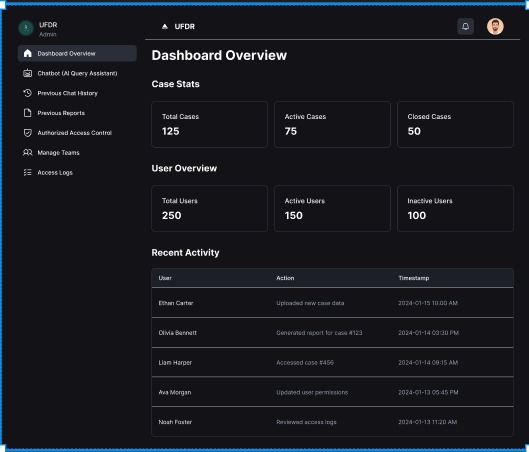 UFDR
Admin
Dashboard Overview
Chatbot (AI Query Assistant)
Previous Chat History
Previous Reports
Authorized Access Control
Manage Teams
Access Logs
UFDR
Dashboard Overview
Case Stats
Total Cases
125
Active Cases
75
Closed Cases
50
User Overview
Total Users
250
Active Users
150
Inactive Users
100
Recent Activity
User Action Timestamp
Ethan Carter Uploaded new case data 2024-01-15 10:00 AM
Olivia Bennett Generated report for case #123 2024-01-14 03:30 PM
Liam Harper Accessed case #456 2024-01-14 09:15 AM
Ava Morgan Updated user permissions 2024-01-13 05:45 PM
Noah Foster Reviewed access logs 2024-01-13 11:20 AM